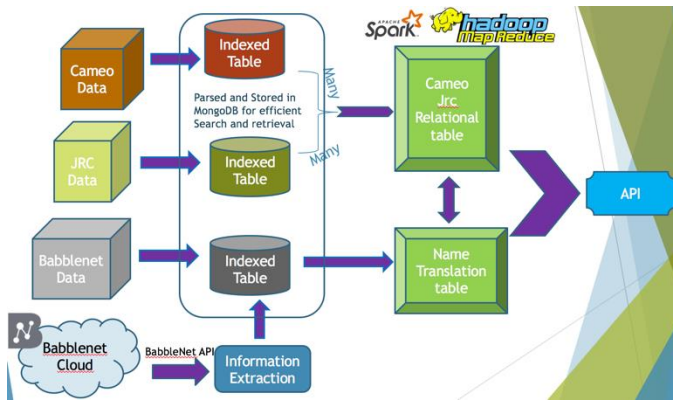 APACHE
Spark
hadoop
Map Reduce
Cameo
Data
Indexed
Table
Parsed and Stored in
MongoDB for efficient
Search and retrieval
Many
Many
Cameo
Jrc
Relational
table
JRC
Data
Indexed
Table
API
Babblenet
Data
Indexed
Table
Name
Translation
table
Babblenet
Cloud
BabbleNet API
Information
Extraction